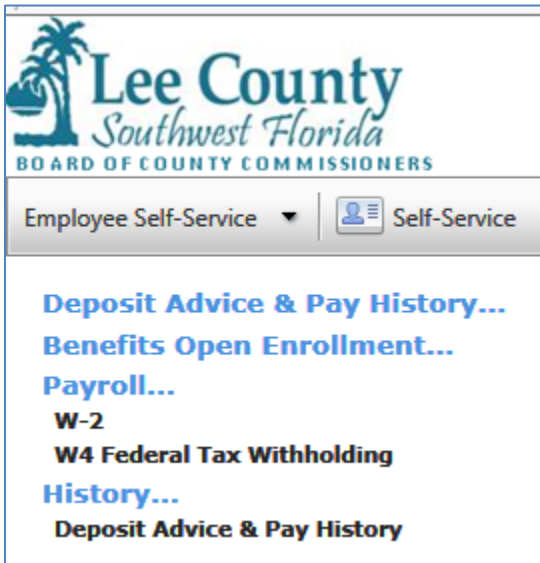 Lee County
Southwest Florida
BOARD OF COUNTY COMMISSIONERS
Employee Self-Service Self-Service
Deposit Advice & Pay History...
Benefits Open Enrollment...
Payroll...
W-2
W4 Federal Tax Withholding
History...
Deposit Advice & Pay History